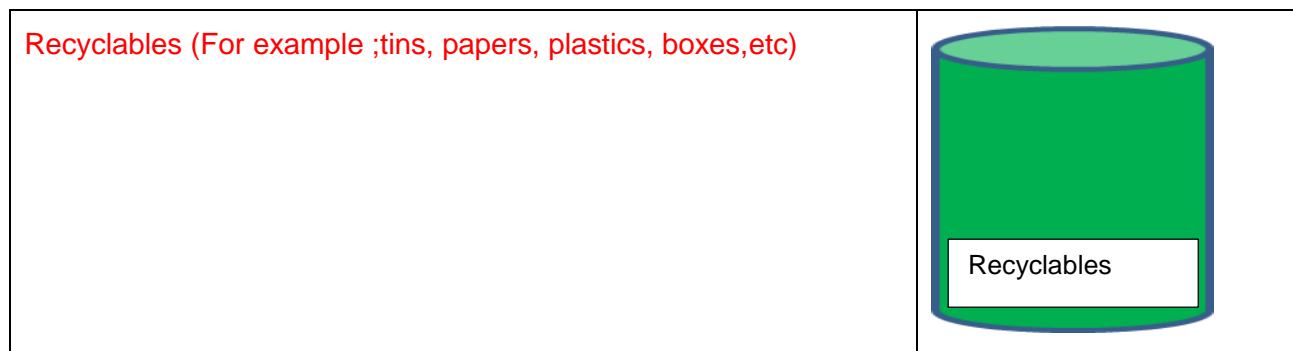 Recyclables (For example ;tins, papers, plastics, boxes,etc)
Recyclables